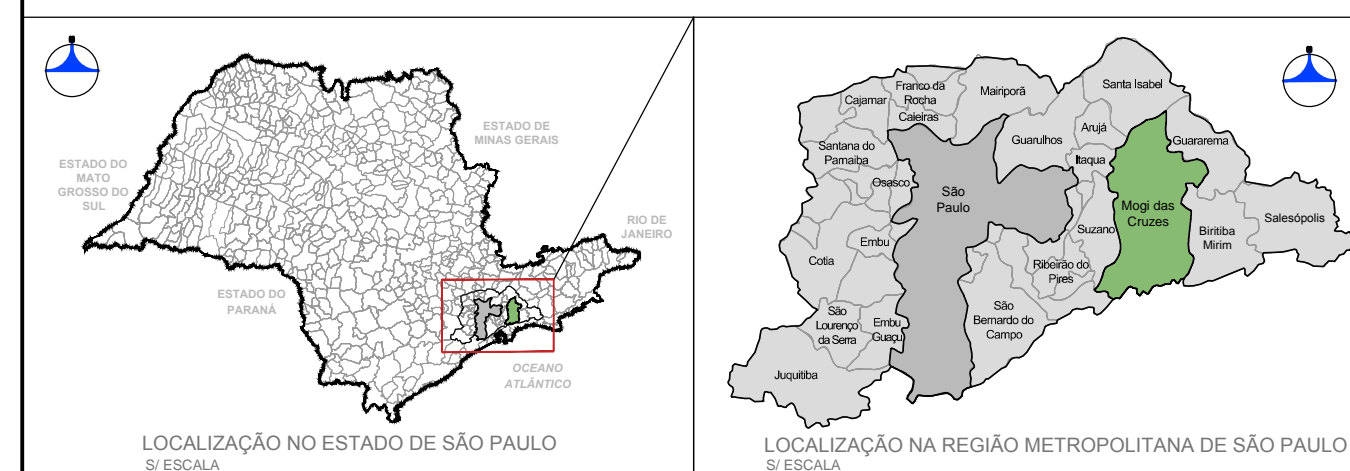 ESTADO DE
MINAS GERAIS
ESTADO DO
MATO
GROSSO DO
SUL
RIO DE
JANEIRO
ESTADO DO
PARANÁ
OCEANO
ATLÂNTICO
LOCALIZAÇÃO NO ESTADO DE SÃO PAULO
S/ ESCALA
Santa Isabel
Franco da
Rocha
Mairiporã
Cajamar
Caieiras
Arujá
Guarulhos
Guararema
Santana do
Parnaiba
Itaqua
Osasco
São
Paulo
Mogi das
Cruzes
Salesópolis
Suzano
Biritiba
Mirim
Embu
Cotia
Ribeirão do
Pires
São
Bernardo do
Campo
São
Lourenço
da Serra
Embu
Guaçu
Juquitiba
LOCALIZAÇÃO NA REGIÃO METROPOLITANA DE SÃO PAULO
S/ ESCALA